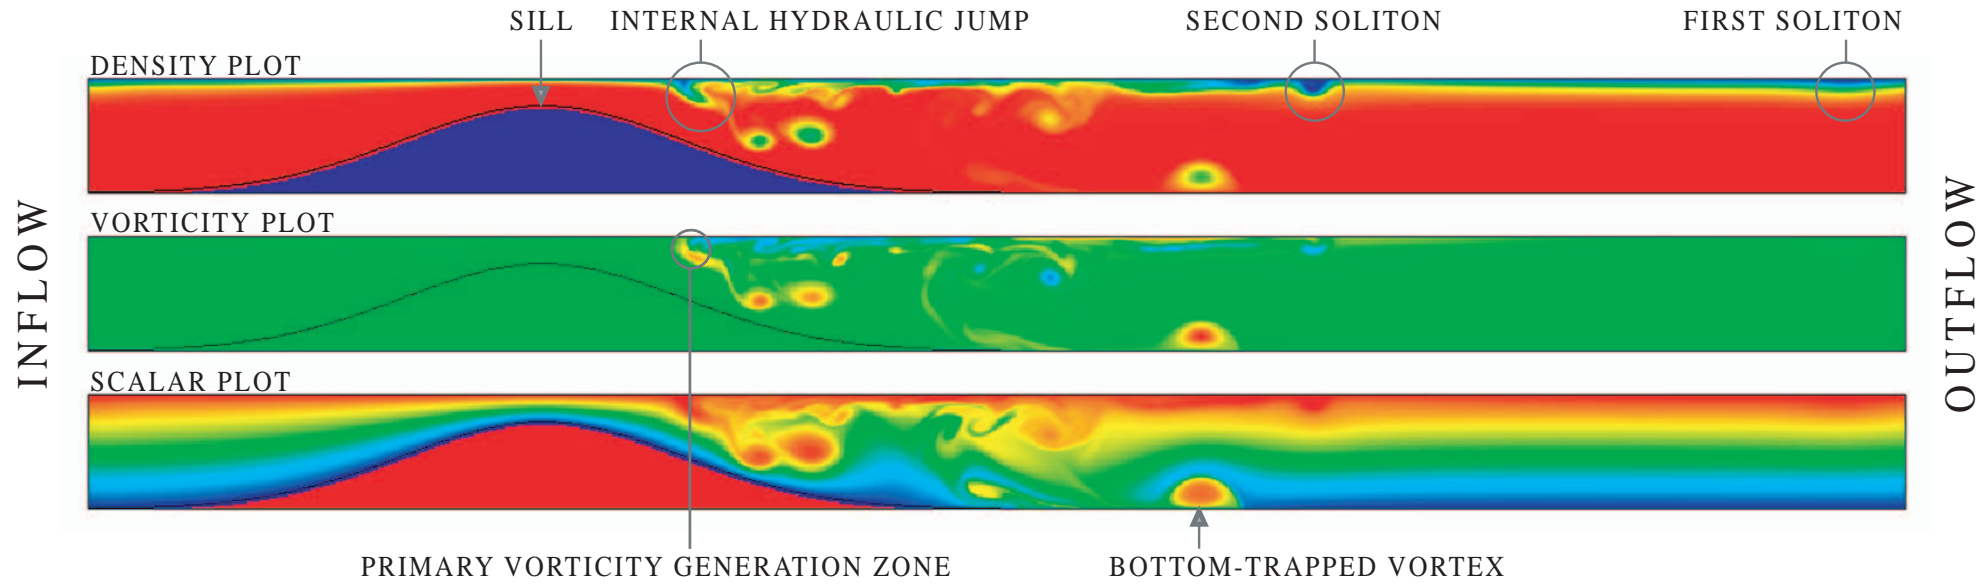 SILL
INTERNAL HYDRAULIC JUMP
SECOND SOLITON
FIRST SOLITON
DENSITY PLOT
VORTICITY PLOT
SCALAR PLOT
INFLOW
OUTFLOW
PRIMARY VORTICITY GENERATION ZONE
BOTTOM-TRAPPED VORTEX